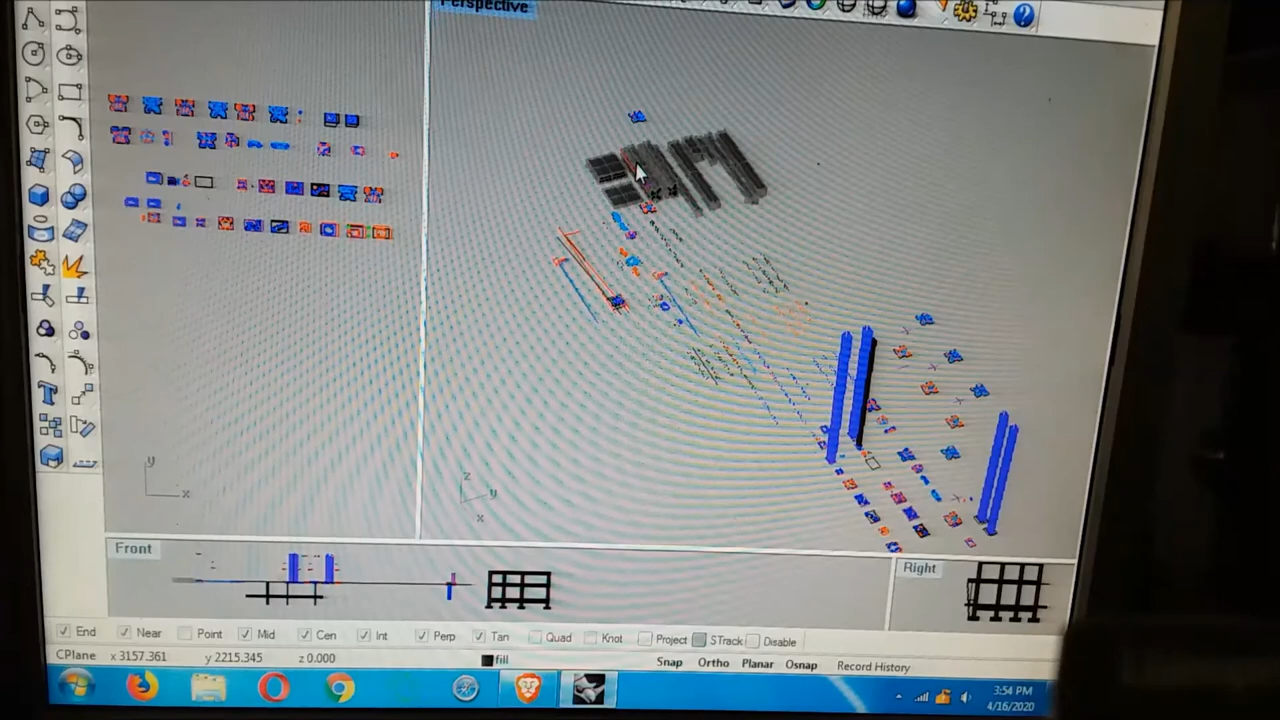 Perspective
y
x
z
y
x
Front
Right
End Near Point Mid Cen Int Perp Tan Quad Knot Project STrack Disable
CPlane x 3157.361 y 2215.345 z 0.000 fill Snap Ortho Planar Osnap Record History
3:54 PM
4/16/2020